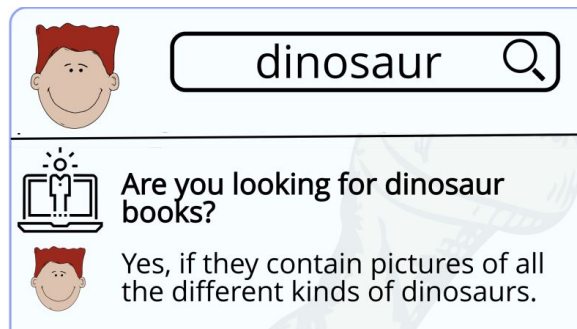 dinosaur
Are you looking for dinosaur
books?
Yes, if they contain pictures of all
the different kinds of dinosaurs.